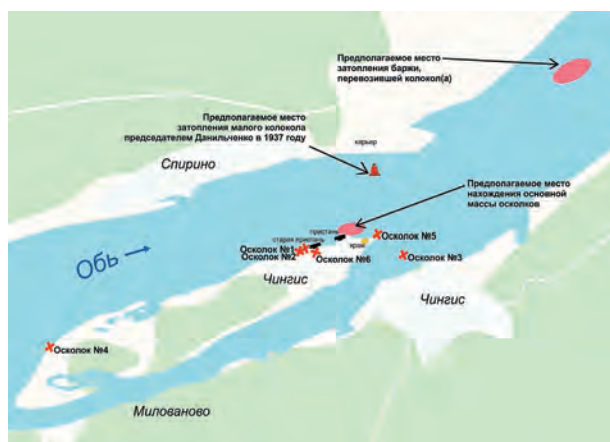 Предполагаемое место
затопления баржи,
перевозившей колокол(а)
Предполагаемое место
затопления малого колокола
председателем Данильченко в 1937 году
карьер
Спирино
Предполагаемое место
нахождения основной
массы осколков
пристань
старая пристань
храм
Осколок №5
Осколок №1
Осколок №2
Осколок №6
Осколок №3
Обь
Чингис
Чингис
Осколок №4
Милованово